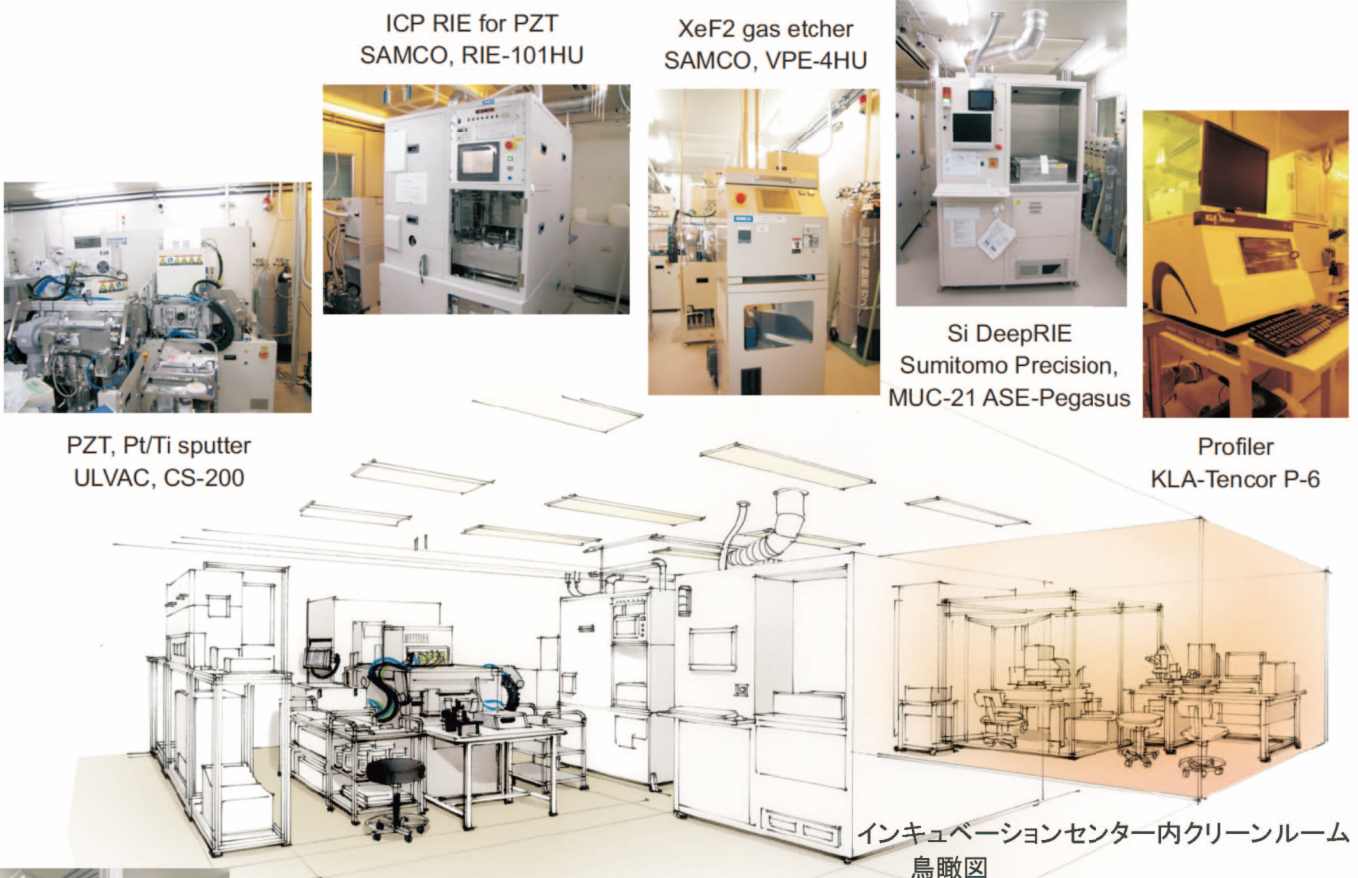 ICP RIE for PZT
SAMCO, RIE-101HU
XeF2 gas etcher
SAMCO, VPE-4HU
Si DeepRIE
Sumitomo Precision,
MUC-21 ASE-Pegasus
Profiler
KLA-Tencor P-6
PZT, Pt/Ti sputter
ULVAC, CS-200
インキュベーションセンター内クリーンルーム
鳥瞰図